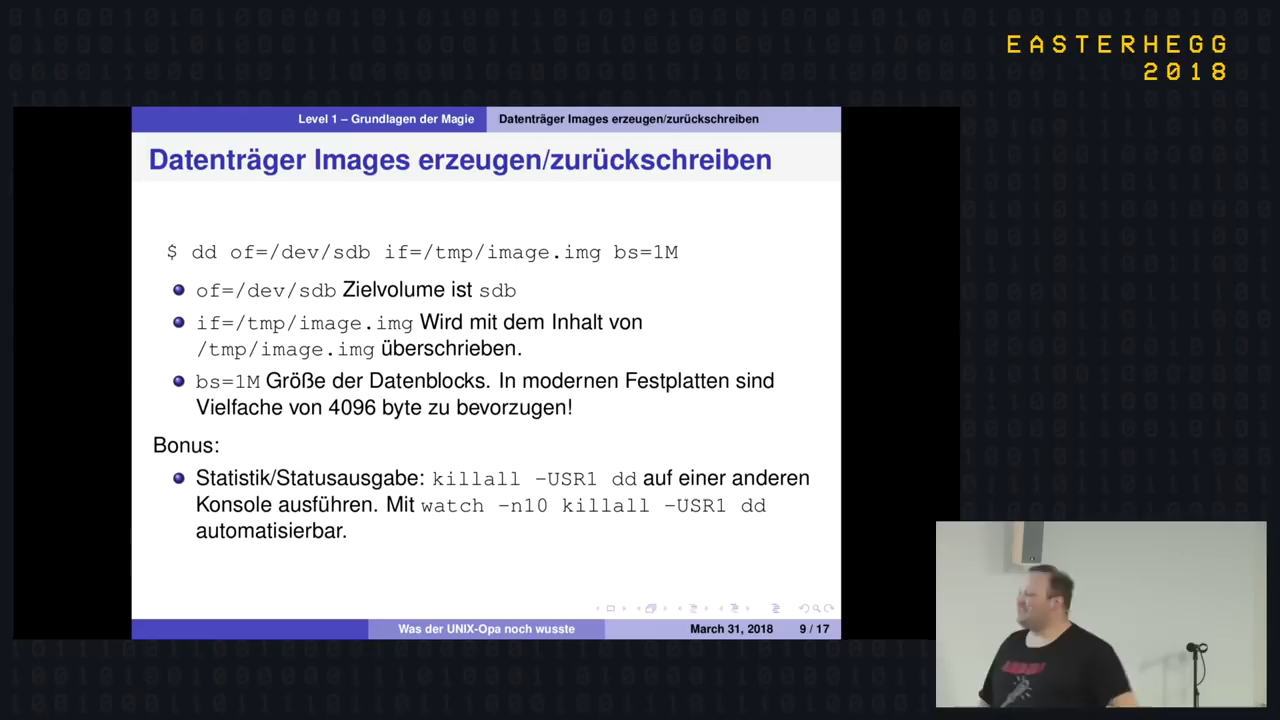 EASTERHEGG
2018
Level 1 – Grundlagen der Magie
Datenträger Images erzeugen/zurückschreiben
Datenträger Images erzeugen/zurückschreiben
$ dd of=/dev/sdb if=/tmp/image.img bs=1M
of=/dev/sdb Zielvolume ist sdb
if=/tmp/image.img Wird mit dem Inhalt von
/tmp/image.img überschrieben.
bs=1M Größe der Datenblocks. In modernen Festplatten sind
Vielfache von 4096 byte zu bevorzugen!
Bonus:
Statistik/Statusausgabe: killall -USR1 dd auf einer anderen
Konsole ausführen. Mit watch -n10 killall -USR1 dd
automatisierbar.
Was der UNIX-Opa noch wusste
March 31, 2018
9 / 17